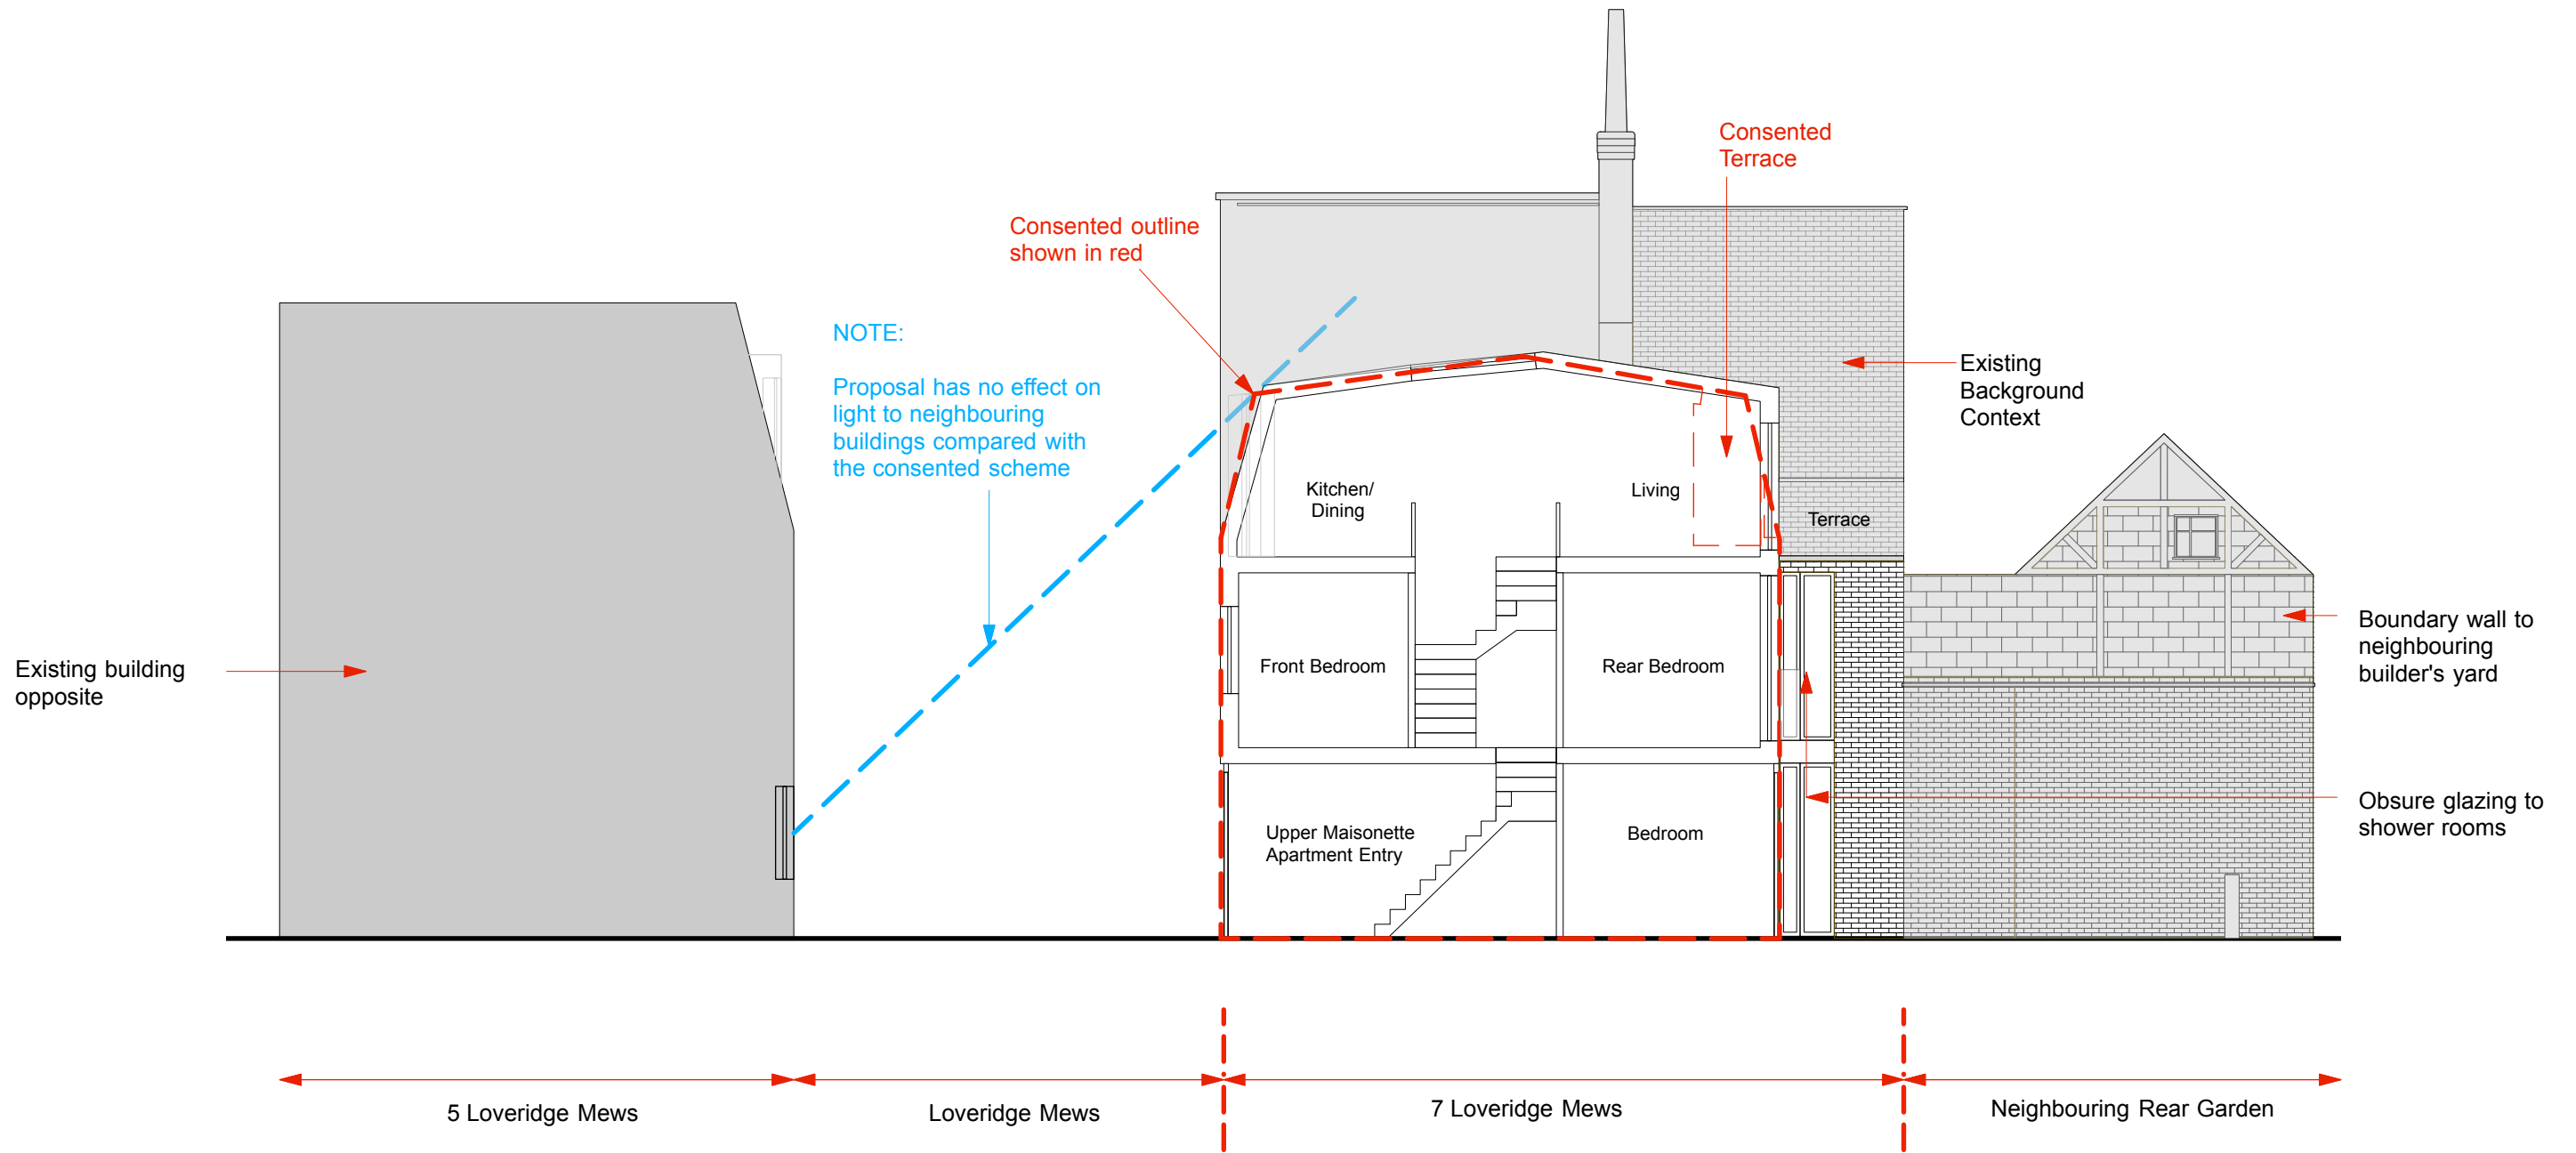 Consented
Terrace
Consented outline
shown in red
NOTE:
Proposal has no effect on
light to neighbouring
buildings compared with
the consented scheme
Existing
Background
Context
Kitchen/
Dining
Living
Terrace
Existing building
opposite
Front Bedroom
Rear Bedroom
Boundary wall to
neighbouring
builder's yard
Upper Maisonette
Apartment Entry
Bedroom
Obsure glazing to
shower rooms
5 Loveridge Mews
Loveridge Mews
7 Loveridge Mews
Neighbouring Rear Garden